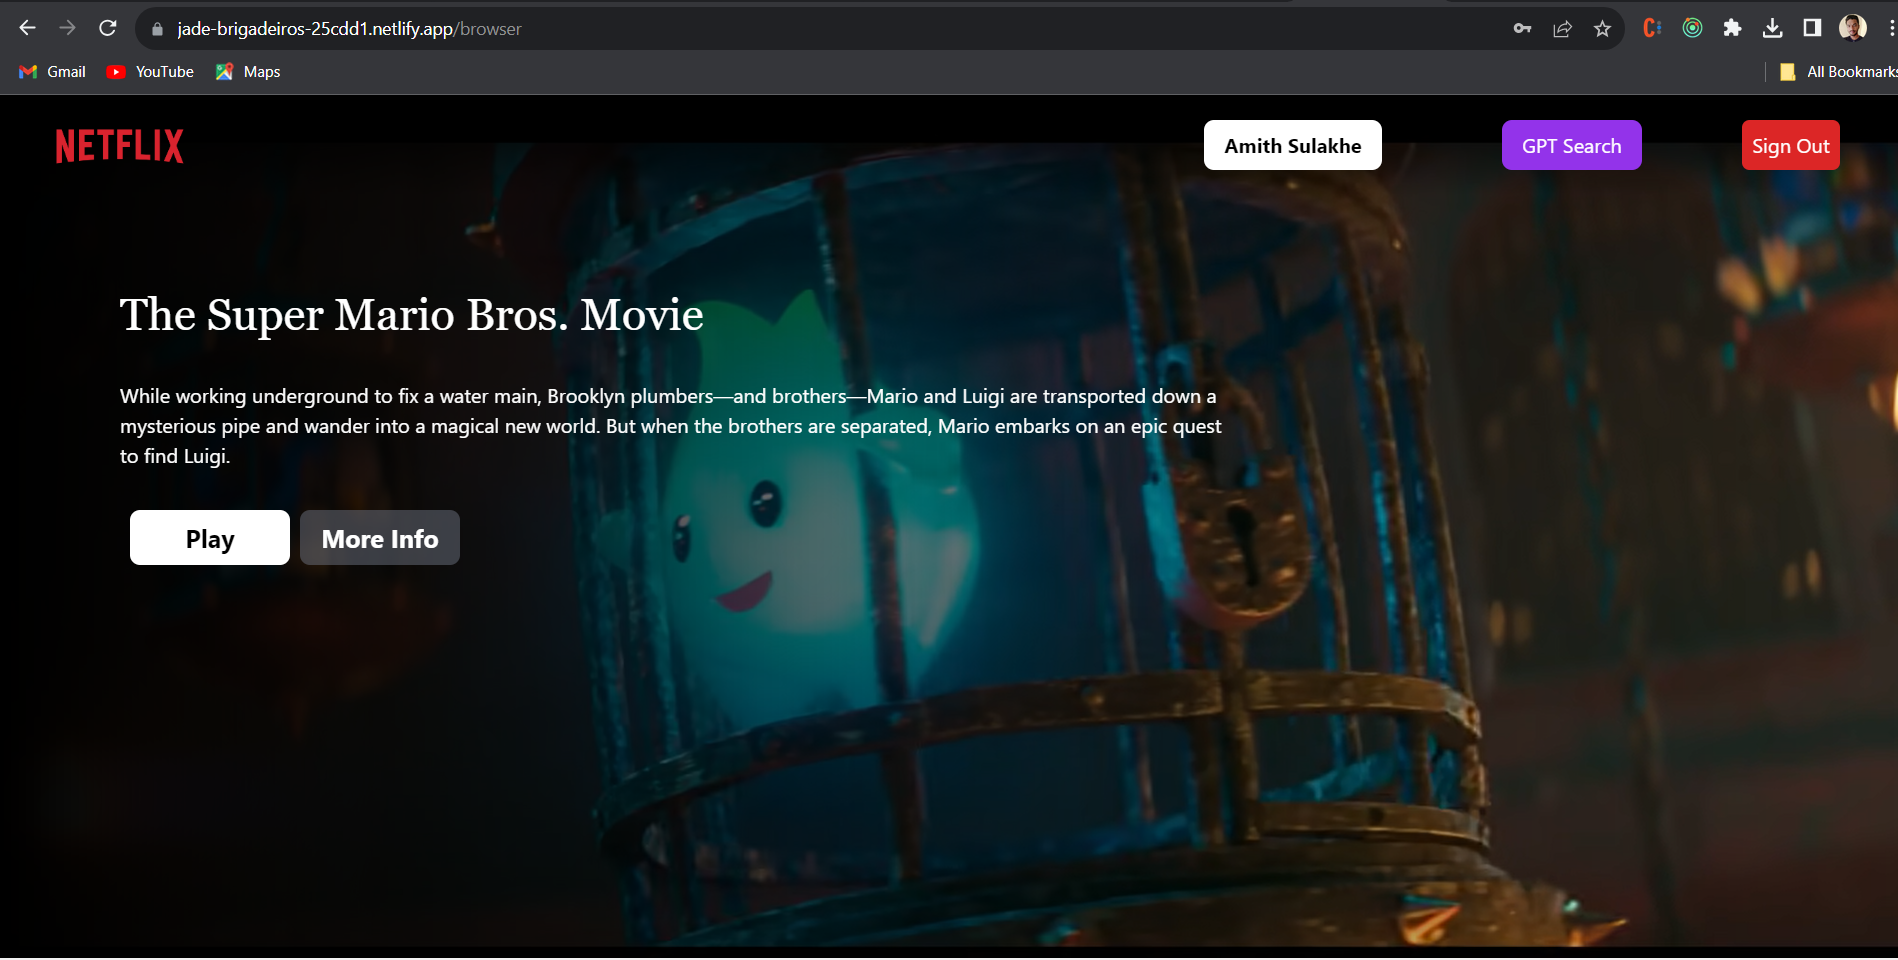 jade-brigadeiros-25cdd1.netlify.app/browser
Gmail YouTube Maps All Bookmarks
NETFLIX Amith Sulakhe GPT Search Sign Out
The Super Mario Bros. Movie
While working underground to fix a water main, Brooklyn plumbers—and brothers—Mario and Luigi are transported down a
mysterious pipe and wander into a magical new world. But when the brothers are separated, Mario embarks on an epic quest
to find Luigi.
Play More Info